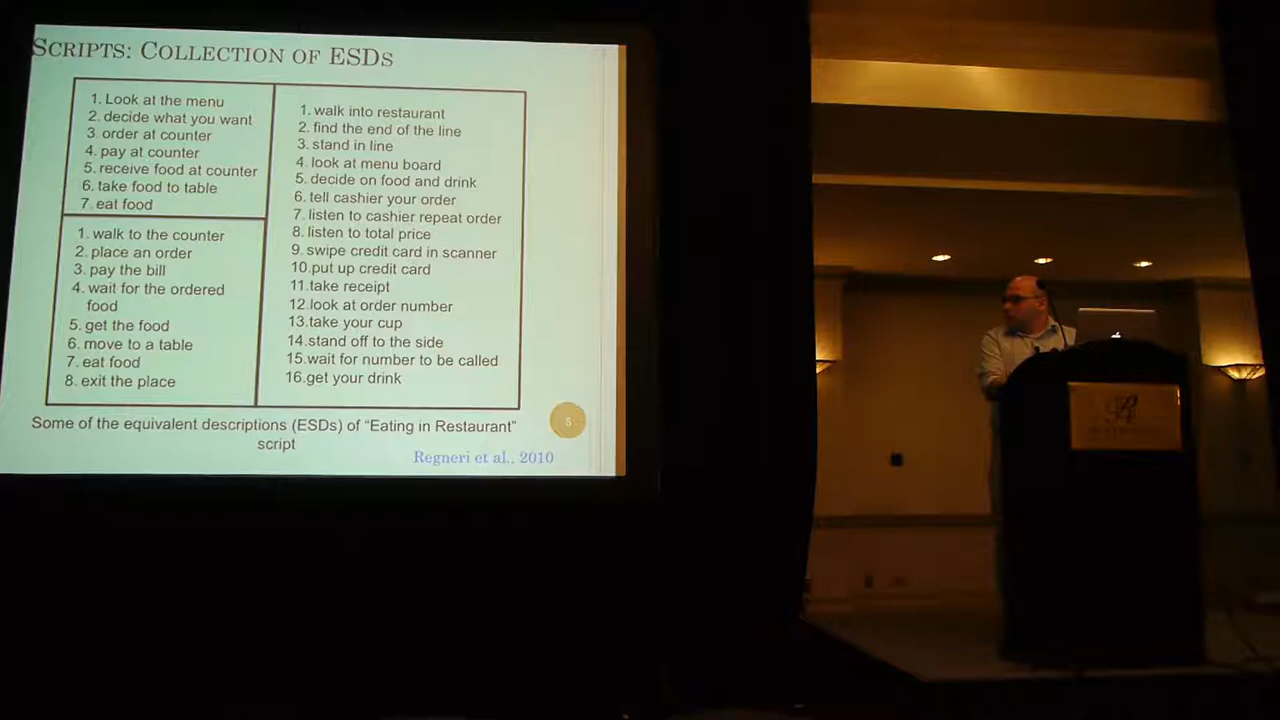 SCRIPTS: COLLECTION OF ESDS
1. Look at the menu
2. decide what you want
3. order at counter
4. pay at counter
5. receive food at counter
6. take food to table
7. eat food
1. walk to the counter
2. place an order
3. pay the bill
4. wait for the ordered
food
5. get the food
6. move to a table
7. eat food
8. exit the place
1. walk into restaurant
2. find the end of the line
3. stand in line
4. look at menu board
5. decide on food and drink
6. tell cashier your order
7. listen to cashier repeat order
8. listen to total price
9. swipe credit card in scanner
10.put up credit card
11.take receipt
12.look at order number
13.take your cup
14.stand off to the side
15.wait for number to be called
16.get your drink
Some of the equivalent descriptions (ESDs) of “Eating in Restaurant”
script
5
Regneri et al., 2010